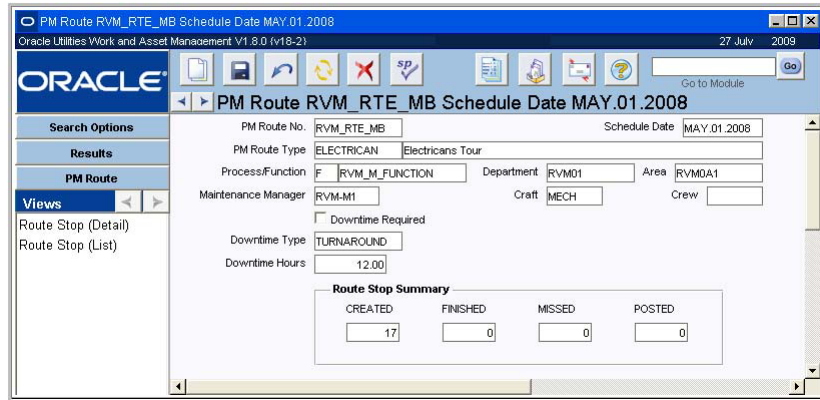 PM Route RVM_RTE_MB Schedule Date MAY.01.2008
Oracle Utilities Work and Asset Management V1.8.0 (v18-2) 27 July 2009
ORACLE
sp
Go
Go to Module
PM Route RVM_RTE_MB Schedule Date MAY.01.2008
Search Options
Results
PM Route
Views
Route Stop (Detail)
Route Stop (List)
PM Route No. RVM_RTE_MB Schedule Date MAY.01.2008
PM Route Type ELECTRICAN Electricans Tour
Process/Function F RVM_M_FUNCTION Department RVM01 Area RVM0A1
Maintenance Manager RVM-M1 Craft MECH Crew
Downtime Required
Downtime Type TURNAROUND
Downtime Hours 12.00
Route Stop Summary
CREATED FINISHED MISSED POSTED
17 0 0 0